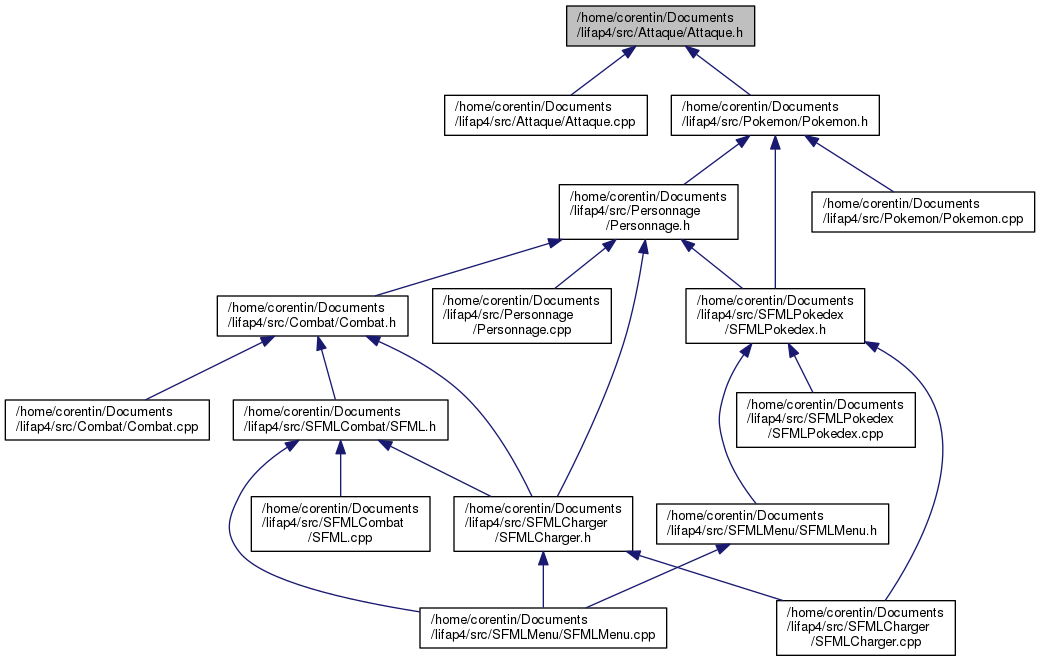 /home/corentin/Documents
/lifap4/src/Attaque/Attaque.h
/home/corentin/Documents
/lifap4/src/Attaque/Attaque.cpp
/home/corentin/Documents
/lifap4/src/Pokemon/Pokemon.h
/home/corentin/Documents
/lifap4/src/Personnage
/Personnage.h
/home/corentin/Documents
/lifap4/src/Pokemon/Pokemon.cpp
/home/corentin/Documents
/lifap4/src/Combat/Combat.h
/home/corentin/Documents
/lifap4/src/Personnage
/Personnage.cpp
/home/corentin/Documents
/lifap4/src/SFMLPokedex
/SFMLPokedex.h
/home/corentin/Documents
/lifap4/src/Combat/Combat.cpp
/home/corentin/Documents
/lifap4/src/SFMLCombat/SFML.h
/home/corentin/Documents
/lifap4/src/SFMLPokedex
/SFMLPokedex.cpp
/home/corentin/Documents
/lifap4/src/SFMLCombat
/SFML.cpp
/home/corentin/Documents
/lifap4/src/SFMLCharger
/SFMLCharger.h
/home/corentin/Documents
/lifap4/src/SFMLMenu/SFMLMenu.h
/home/corentin/Documents
/lifap4/src/SFMLMenu/SFMLMenu.cpp
/home/corentin/Documents
/lifap4/src/SFMLCharger
/SFMLCharger.cpp